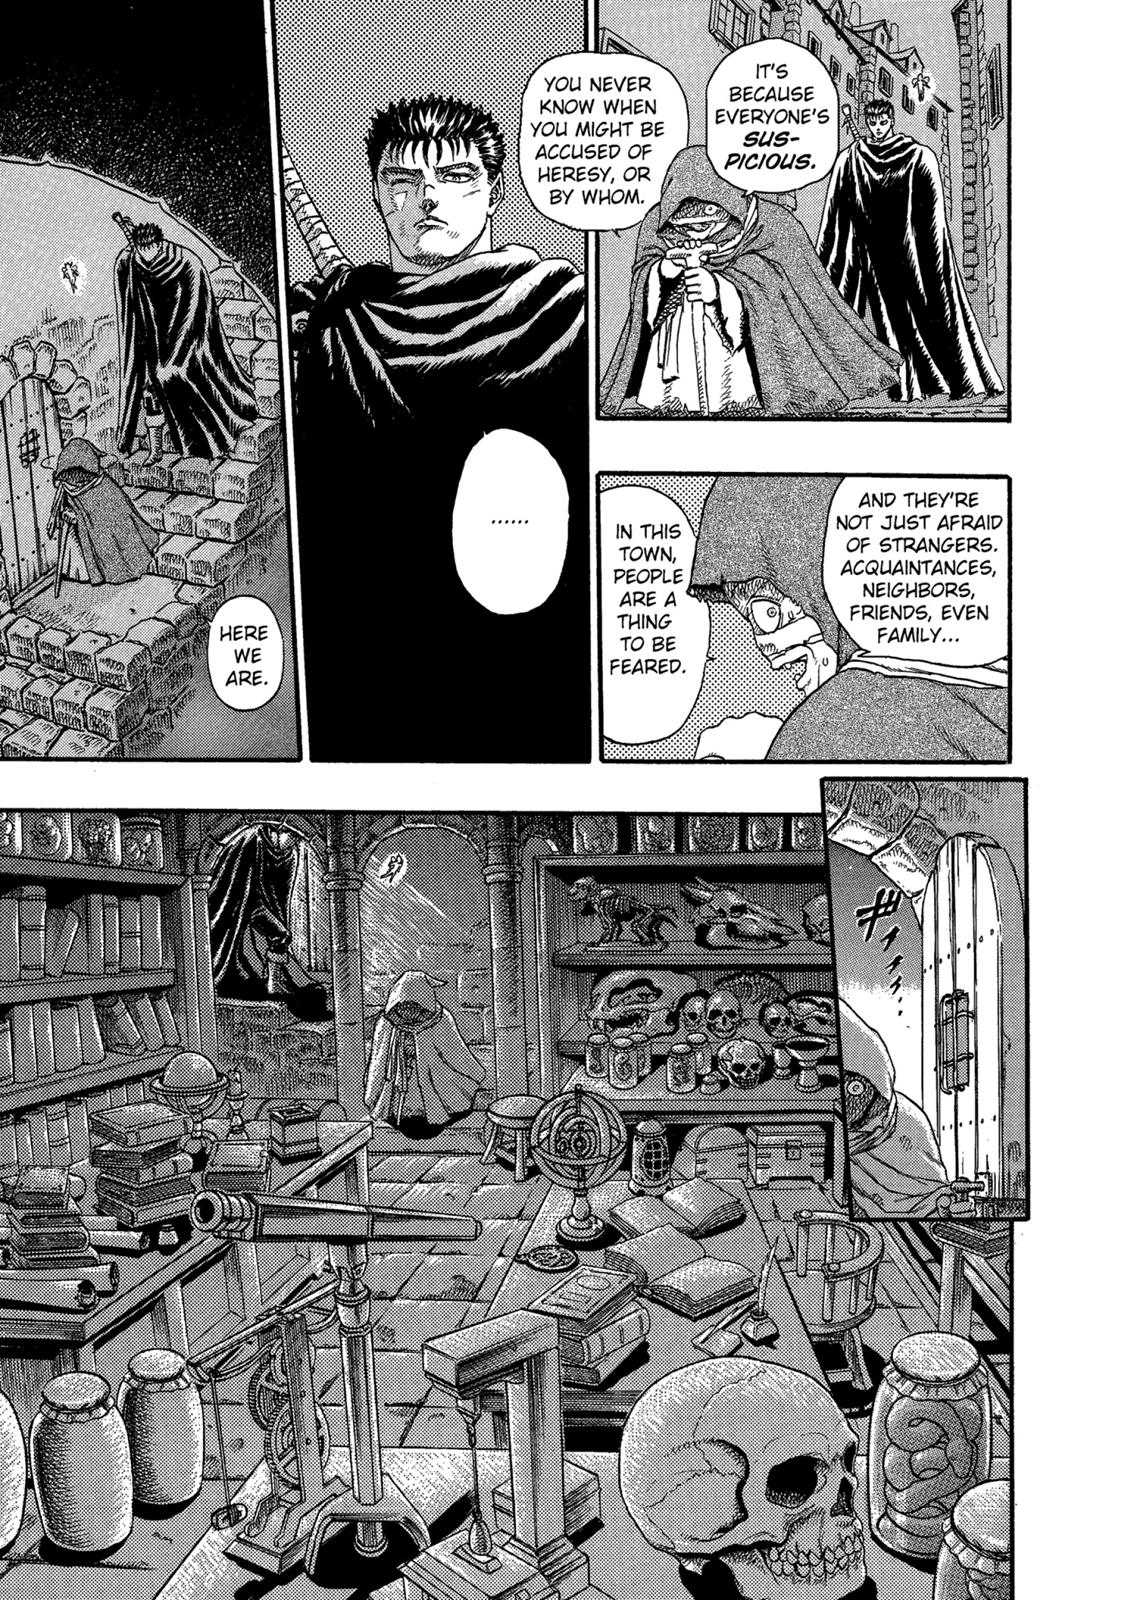 IT'S
BECAUSE
EVERYONE'S
SUS-
PICIOUS.
YOU NEVER
KNOW WHEN
YOU MIGHT BE
ACCUSED OF
HERESY, OR
BY WHOM.
AND THEY'RE
NOT JUST AFRAID
OF STRANGERS.
ACQUAINTANCES,
NEIGHBORS,
FRIENDS, EVEN
FAMILY...
IN THIS
TOWN,
PEOPLE
ARE A
THING
TO BE
FEARED.
......
HERE
WE
ARE.
ギィ...